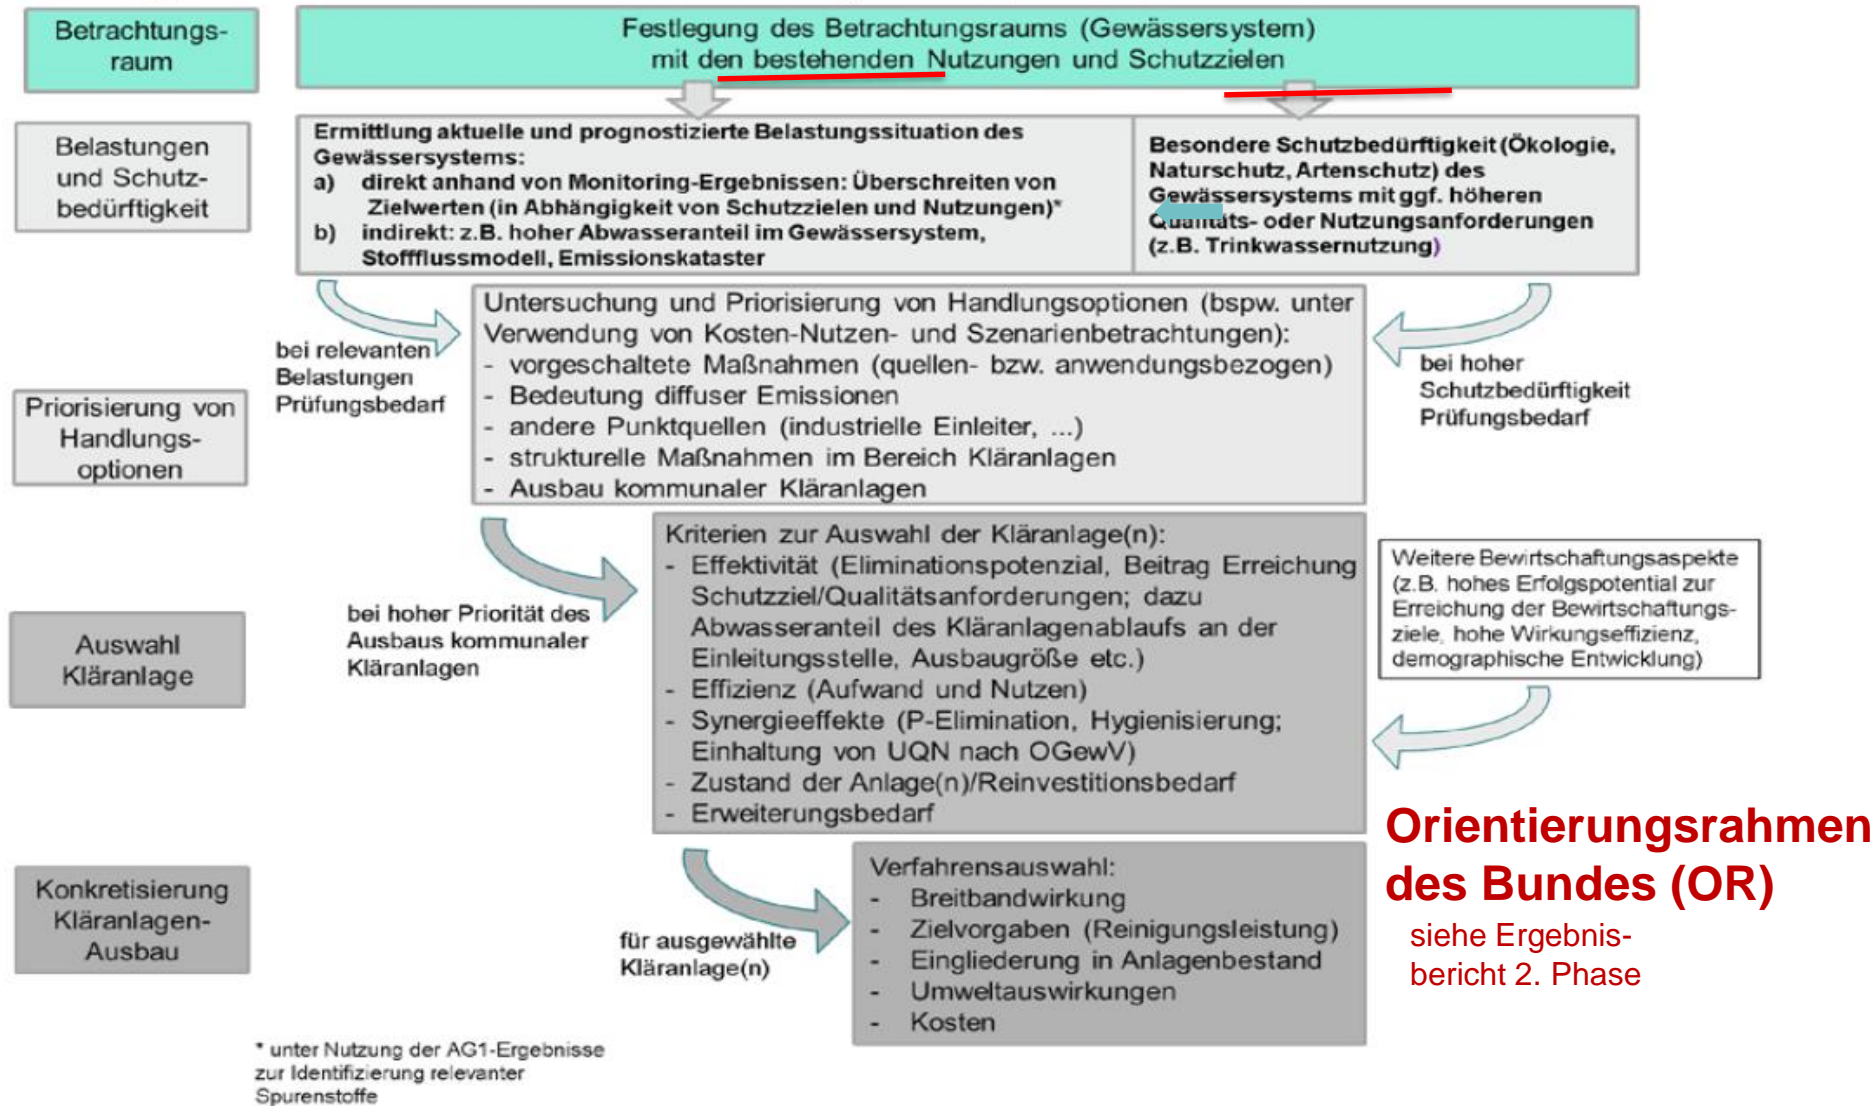 Betrachtungs-
raum
Festlegung des Betrachtungsraums (Gewässersystem)
mit den bestehenden Nutzungen und Schutzzielen
Belastungen
und Schutz-
bedürftigkeit
Ermittlung aktuelle und prognostizierte Belastungssituation des
Gewässersystems:
a) direkt anhand von Monitoring-Ergebnissen: Überschreiten von
Zielwerten (in Abhängigkeit von Schutzzielen und Nutzungen)*
b) indirekt: z.B. hoher Abwasseranteil im Gewässersystem,
Stoffflussmodell, Emissionskataster
Besondere Schutzbedürftigkeit (Ökologie,
Naturschutz, Artenschutz) des
Gewässersystems mit ggf. höheren
Qualitäts- oder Nutzungsanforderungen
(z.B. Trinkwassernutzung)
bei relevanten
Belastungen
Prüfungsbedarf
Priorisierung von
Handlungs-
optionen
Untersuchung und Priorisierung von Handlungsoptionen (bspw. unter
Verwendung von Kosten-Nutzen- und Szenarienbetrachtungen):
- vorgeschaltete Maßnahmen (quellen- bzw. anwendungsbezogen)
- Bedeutung diffuser Emissionen
- andere Punktquellen (industrielle Einleiter, ...)
- strukturelle Maßnahmen im Bereich Kläranlagen
- Ausbau kommunaler Kläranlagen
bei hoher
Schutzbedürftigkeit
Prüfungsbedarf
bei hoher Priorität des
Ausbaus kommunaler
Kläranlagen
Auswahl
Kläranlage
Kriterien zur Auswahl der Kläranlage(n):
- Effektivität (Eliminationspotenzial, Beitrag Erreichung
Schutzziel/Qualitätsanforderungen; dazu
Abwasseranteil des Kläranlagenablaufs an der
Einleitungsstelle, Ausbaugröße etc.)
- Effizienz (Aufwand und Nutzen)
- Synergieeffekte (P-Elimination, Hygienisierung;
Einhaltung von UQN nach OGewV)
- Zustand der Anlage(n)/Reinvestitionsbedarf
- Erweiterungsbedarf
Weitere Bewirtschaftungsaspekte
(z.B. hohes Erfolgspotential zur
Erreichung der Bewirtschaftungs-
ziele, hohe Wirkungseffizienz,
demographische Entwicklung)
Konkretisierung
Kläranlagen-
Ausbau
für ausgewählte
Kläranlage(n)
Verfahrensauswahl:
- Breitbandwirkung
- Zielvorgaben (Reinigungsleistung)
- Eingliederung in Anlagenbestand
- Umweltauswirkungen
- Kosten
Orientierungsrahmen
des Bundes (OR)
siehe Ergebnis-
bericht 2. Phase
* unter Nutzung der AG1-Ergebnisse
zur Identifizierung relevanter
Spurenstoffe